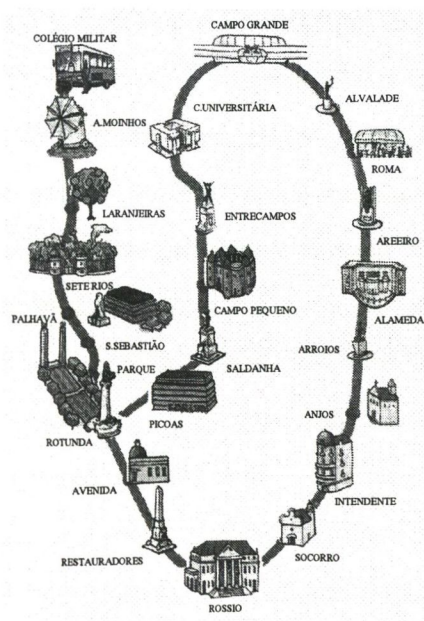 CAMPO GRANDE
COLÉGIO MILITAR
ALVALADE
C.UNIVERSITÁRIA
A.MOINHOS
ROMA
LARANJEIRAS
ENTRECAMPOS
AREEIRO
SETE RIOS
CAMPO PEQUENO
ALAMEDA
PALHAVÃ
S.SEBASTIÃO
ARROIOS
PARQUE
SALDANHA
ANJOS
ROTUNDA
PICOAS
AVENIDA
INTENDENTE
RESTAURADORES
SOCORRO
ROSSIO